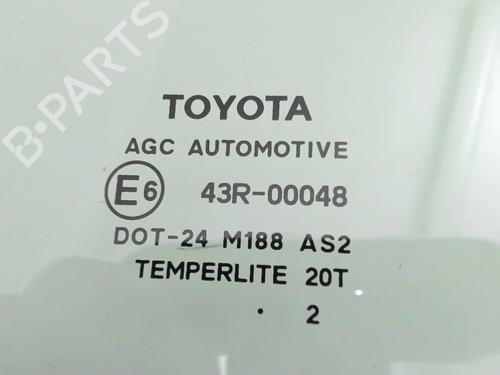 B-PARTS
TOYOTA
AGC AUTOMOTIVE
E6 43R-00048
DOT-24 M188 AS2
TEMPERLITE 20T
. 2